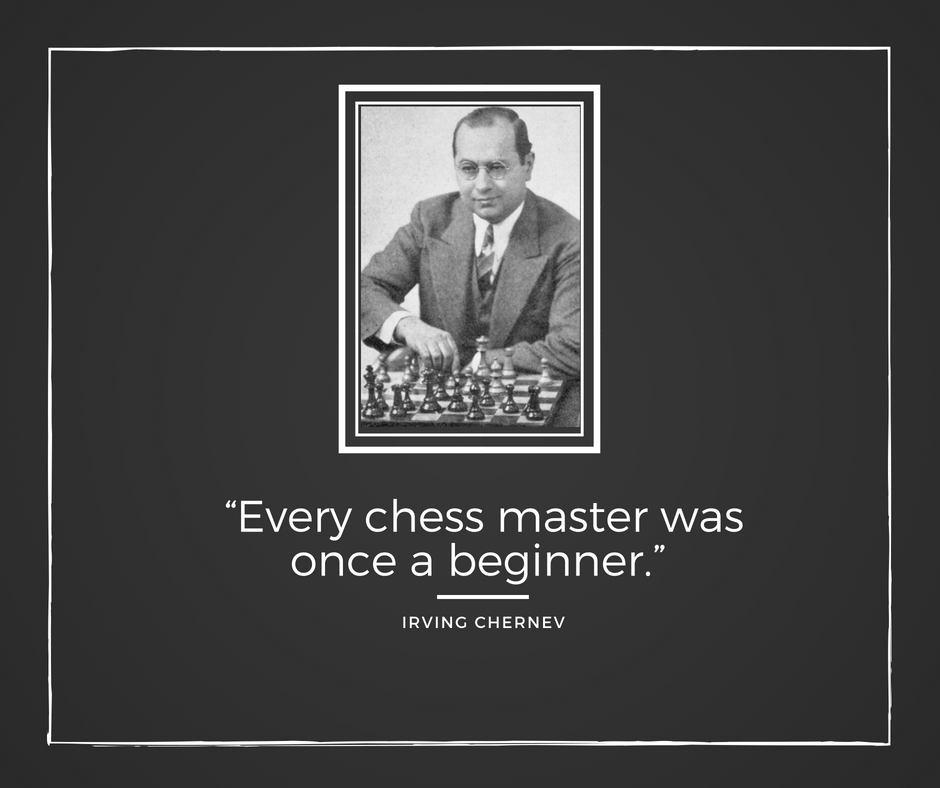 “Every chess master was
once a beginner.”
IRVING CHERNEV